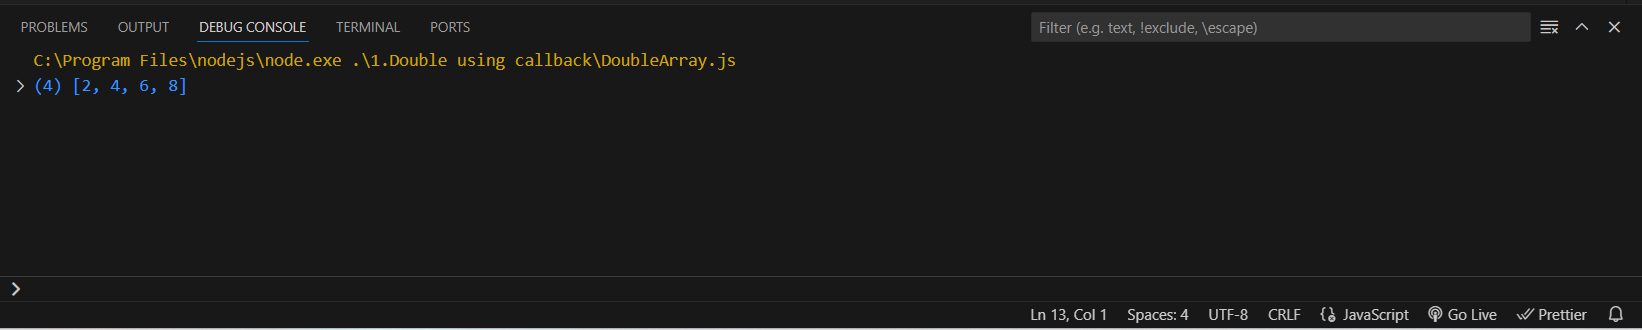 PROBLEMS OUTPUT DEBUG CONSOLE TERMINAL PORTS Filter (e.g. text, !exclude, \escape)
C:\Program Files\nodejs\node.exe .\1.Double using callback\DoubleArray.js
(4) [2, 4, 6, 8]
Ln 13, Col 1 Spaces: 4 UTF-8 CRLF JavaScript Go Live Prettier